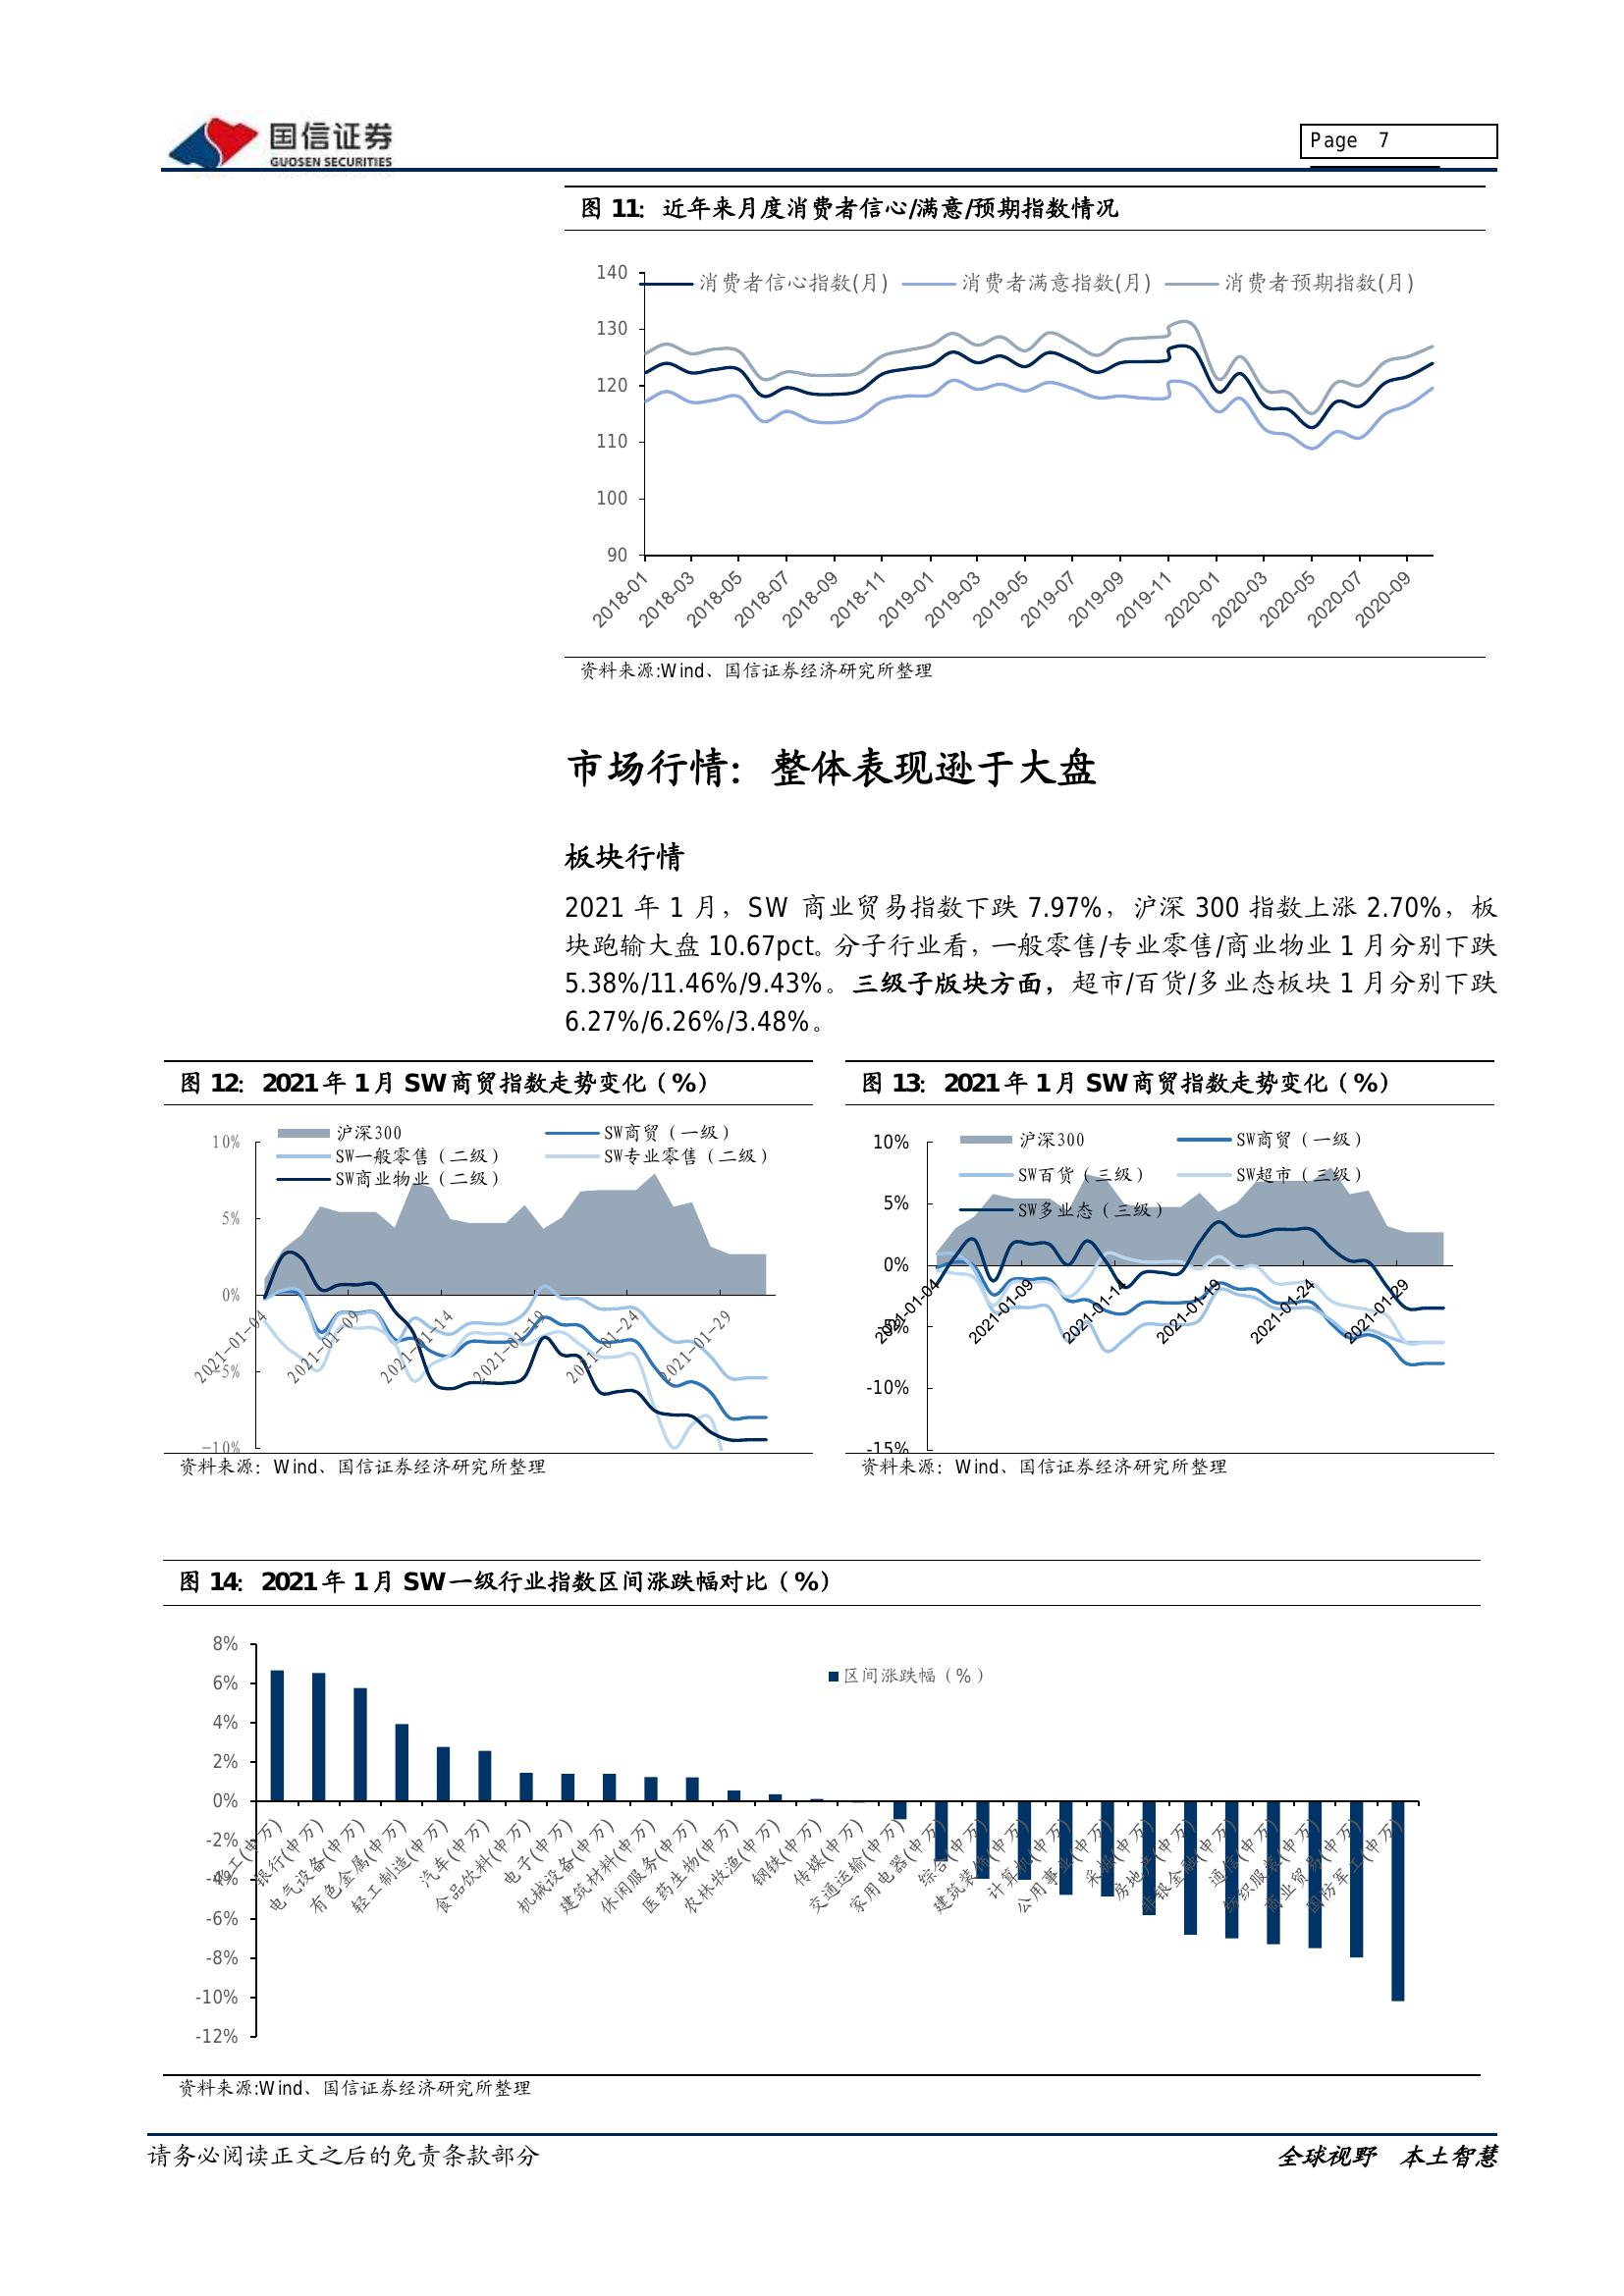 国信证券
GUOSEN SECURITIES
Page 7
图 11：近年来月度消费者信心/满意/预期指数情况
消费者信心指数(月) 消费者满意指数(月) 消费者预期指数(月)
140
130
120
110
100
90
2018-01 2018-03 2018-05 2018-07 2018-09 2018-11 2019-01 2019-03 2019-05 2019-07 2019-09 2019-11 2020-01 2020-03 2020-05 2020-07 2020-09
资料来源:Wind、国信证券经济研究所整理
市场行情：整体表现逊于大盘
板块行情
2021 年 1 月，SW 商业贸易指数下跌 7.97%，沪深 300 指数上涨 2.70%，板
块跑输大盘 10.67pct。分子行业看，一般零售/专业零售/商业物业 1 月分别下跌
5.38%/11.46%/9.43%。三级子版块方面，超市/百货/多业态板块 1 月分别下跌
6.27%/6.26%/3.48%。
图 12：2021 年 1 月 SW 商贸指数走势变化（%）
沪深300 SW商贸（一级）
SW一般零售（二级） SW专业零售（二级）
SW商业物业（二级）
10%
5%
0%
-5%
-10%
2021-01-04 2021-01-09 2021-01-14 2021-01-19 2021-01-24 2021-01-29
资料来源：Wind、国信证券经济研究所整理
图 13：2021 年 1 月 SW 商贸指数走势变化（%）
沪深300 SW商贸（一级）
SW百货（三级） SW超市（三级）
SW多业态（三级）
10%
5%
0%
-5%
-10%
-15%
2021-01-04 2021-01-09 2021-01-14 2021-01-19 2021-01-24 2021-01-29
资料来源：Wind、国信证券经济研究所整理
图 14：2021 年 1 月 SW 一级行业指数区间涨跌幅对比（%）
区间涨跌幅（%）
8%
6%
4%
2%
0%
-2%
-4%
-6%
-8%
-10%
-12%
化工(申万) 银行(申万) 电气设备(申万) 有色金属(申万) 轻工制造(申万) 汽车(申万) 食品饮料(申万) 电子(申万) 机械设备(申万) 建筑材料(申万) 休闲服务(申万) 医药生物(申万) 农林牧渔(申万) 钢铁(申万) 传媒(申万) 交通运输(申万) 家用电器(申万) 综合(申万) 建筑装饰(申万) 计算机(申万) 公用事业(申万) 采掘(申万) 房地产(申万) 非银金融(申万) 通信(申万) 纺织服装(申万) 商业贸易(申万) 国防军工(申万)
资料来源:Wind、国信证券经济研究所整理
请务必阅读正文之后的免责条款部分
全球视野 本土智慧